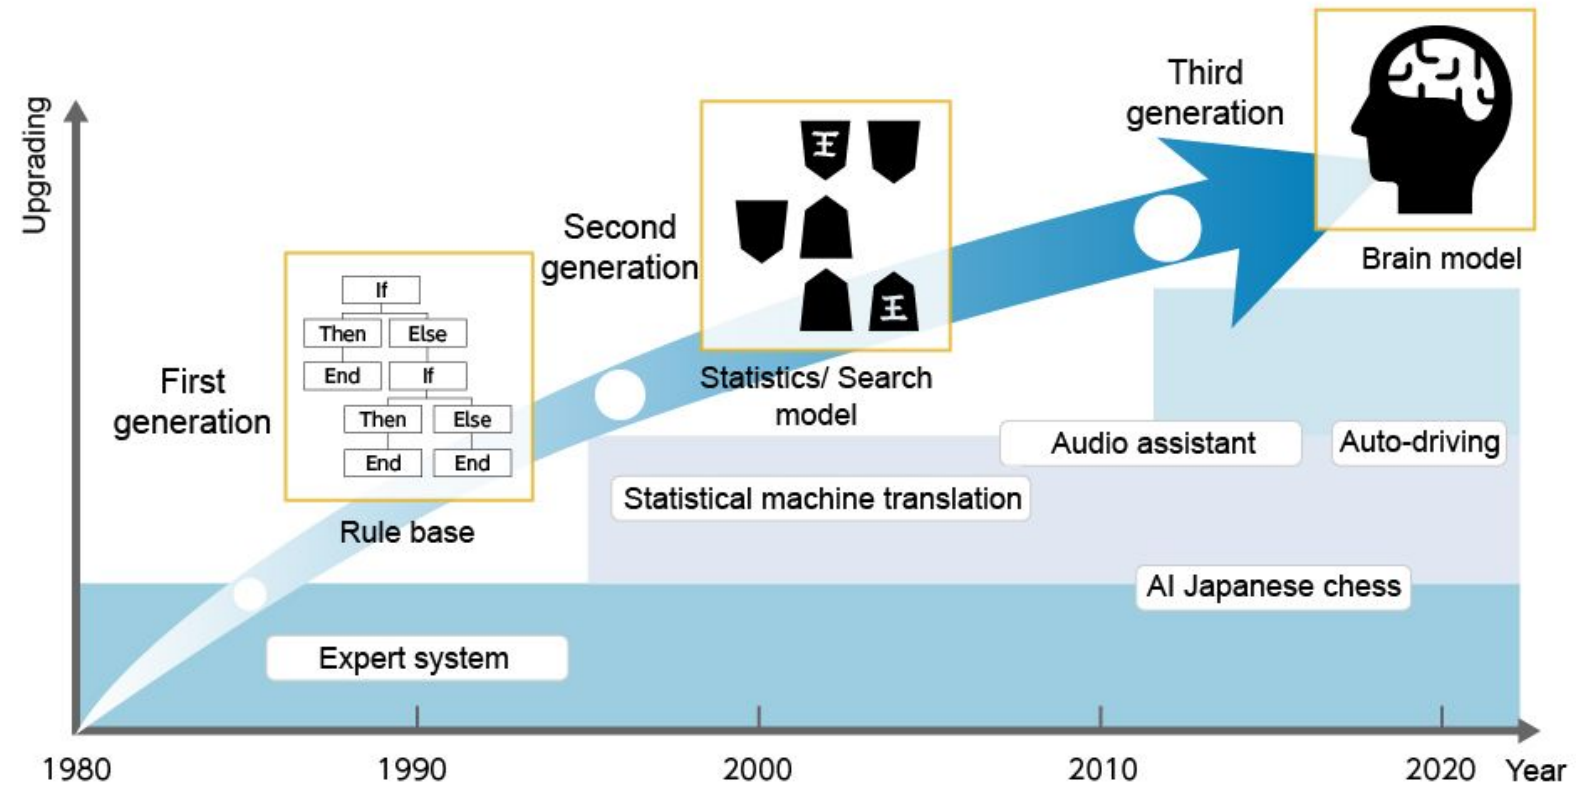 Upgrading
Third
generation
Brain model
Second
generation
王
王
Statistics/ Search
model
First
generation
If
Then Else
End If
Then Else
End End
Rule base
Audio assistant Auto-driving
Statistical machine translation
AI Japanese chess
Expert system
1980 1990 2000 2010 2020 Year